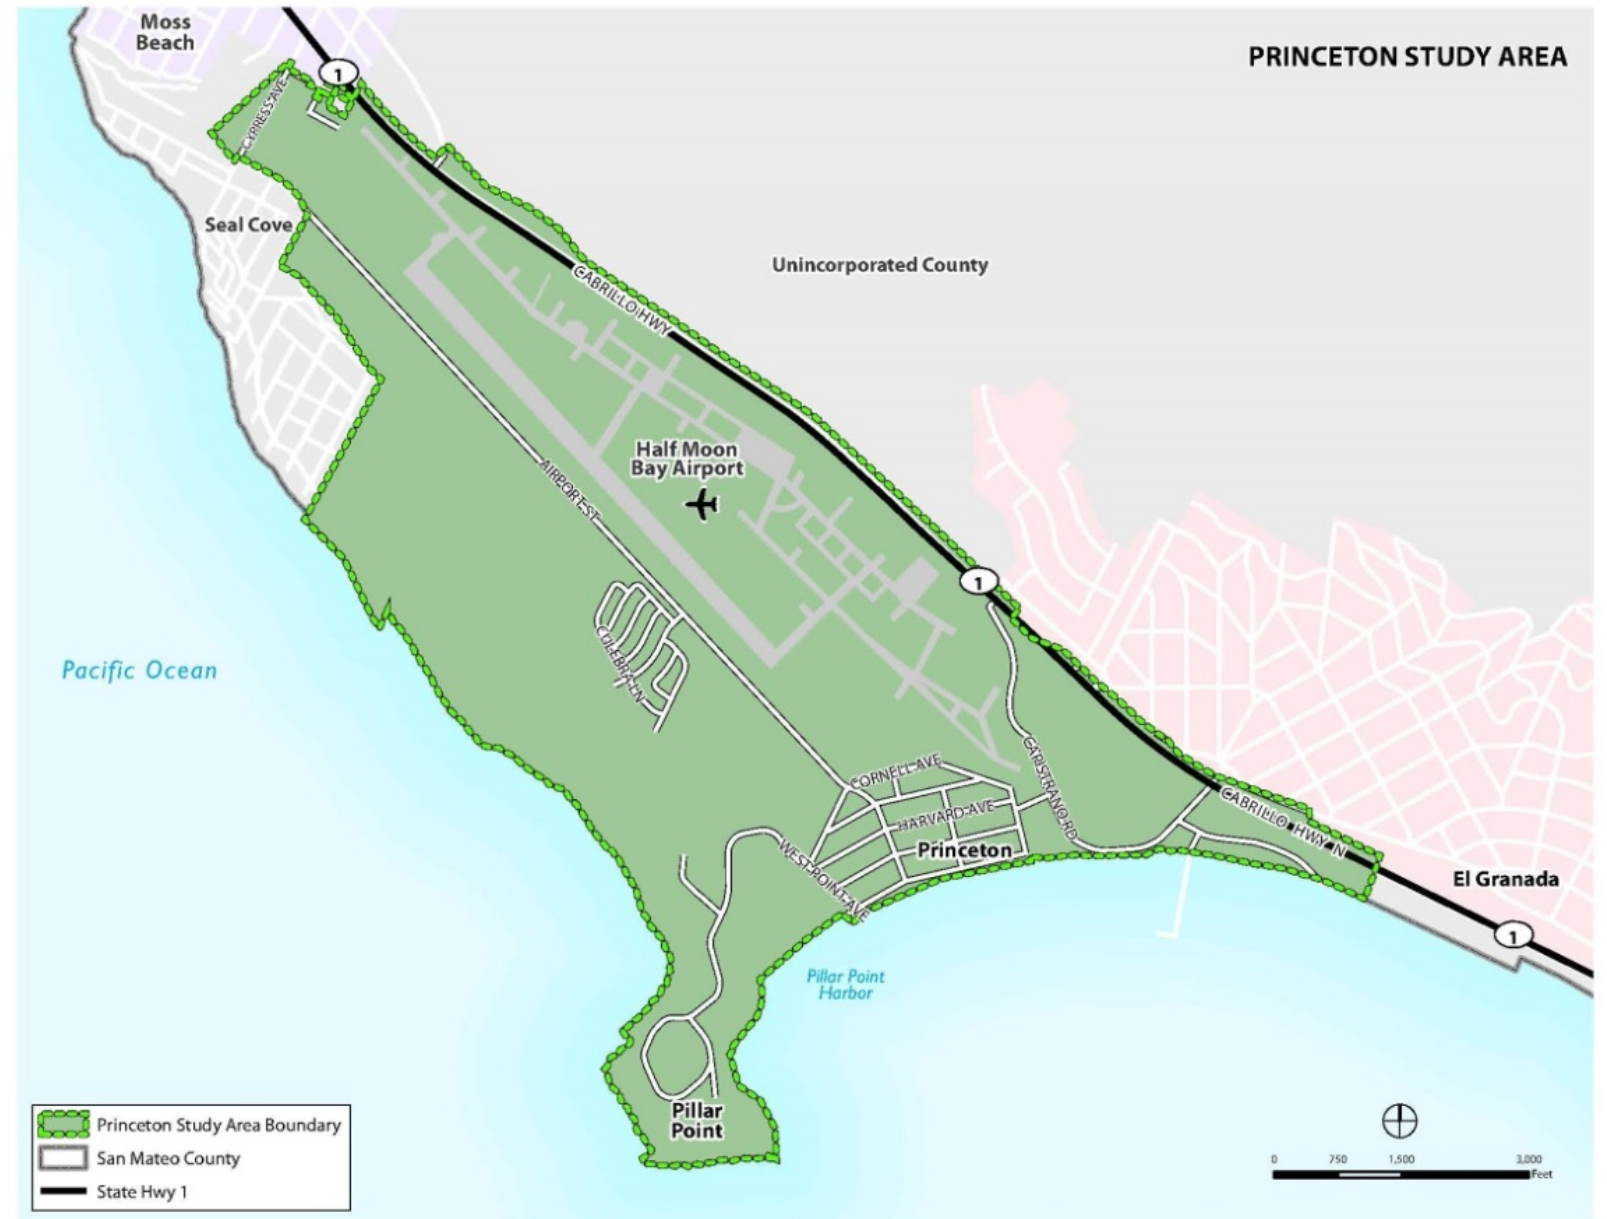 Moss
Beach
PRINCETON STUDY AREA
1
CYPRESS AVE
Seal Cove
Unincorporated County
CABRILLO HWY
Half Moon
Bay Airport
AIRPORT ST
1
Pacific Ocean
CULEBRA LN
CAPISTRANO RD
CORNELL AVE
HARVARD AVE
CABRILLO HWY N
Princeton
WEST POINT AVE
El Granada
1
Pillar Point
Harbor
Pillar
Point
Princeton Study Area Boundary
San Mateo County
State Hwy 1
0 750 1,500 3,000
Feet